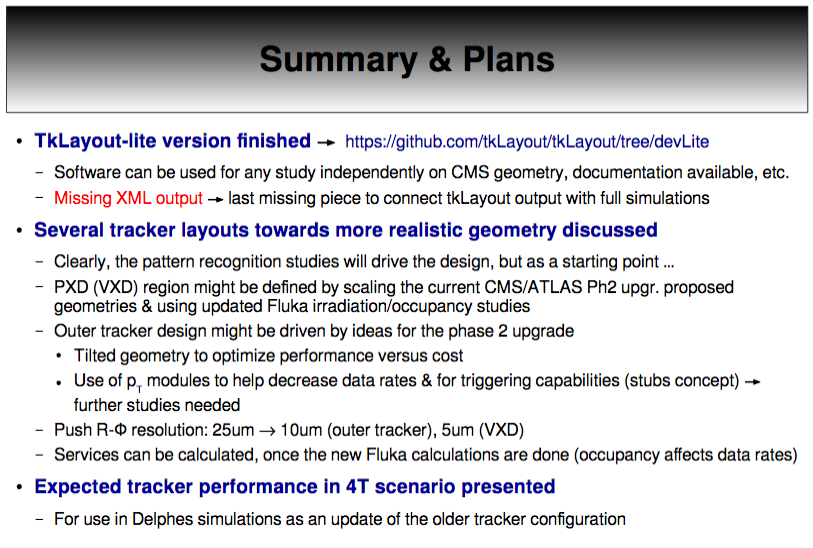 Summary & Plans
• TkLayout-lite version finished → https://github.com/tkLayout/tkLayout/tree/devLite
– Software can be used for any study independently on CMS geometry, documentation available, etc.
– Missing XML output → last missing piece to connect tkLayout output with full simulations
• Several tracker layouts towards more realistic geometry discussed
– Clearly, the pattern recognition studies will drive the design, but as a starting point ...
– PXD (VXD) region might be defined by scaling the current CMS/ATLAS Ph2 upgr. proposed
geometries & using updated Fluka irradiation/occupancy studies
– Outer tracker design might be driven by ideas for the phase 2 upgrade
• Tilted geometry to optimize performance versus cost
• Use of pT modules to help decrease data rates & for triggering capabilities (stubs concept) →
further studies needed
– Push R-Φ resolution: 25um → 10um (outer tracker), 5um (VXD)
– Services can be calculated, once the new Fluka calculations are done (occupancy affects data rates)
• Expected tracker performance in 4T scenario presented
– For use in Delphes simulations as an update of the older tracker configuration